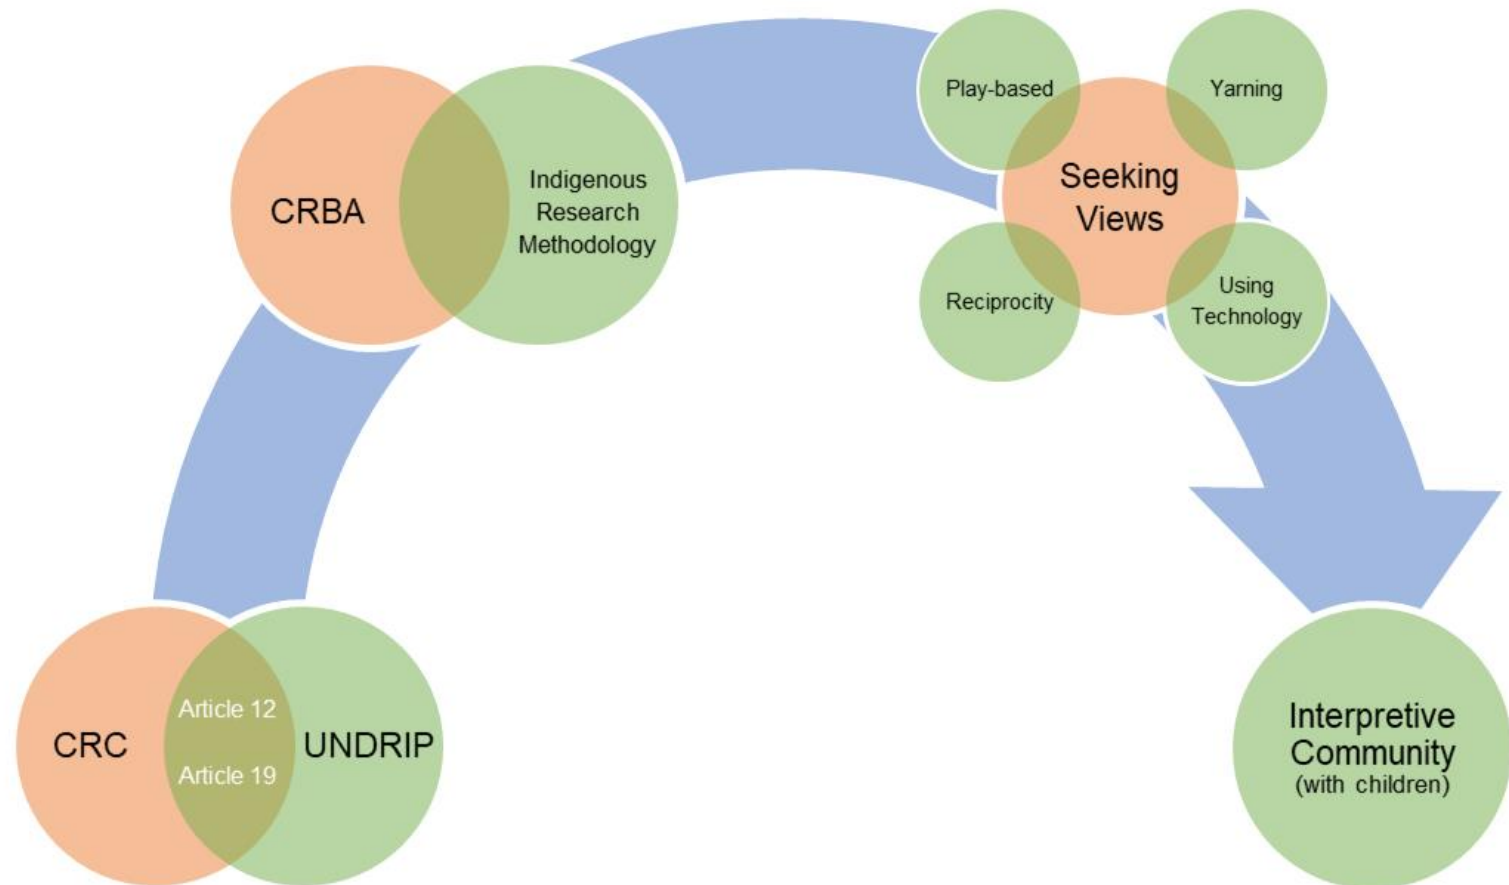 CRC
Article 12
Article 19
UNDRIP
CRBA
Indigenous
Research
Methodology
Play-based
Yarning
Seeking
Views
Reciprocity
Using
Technology
Interpretive
Community
(with children)